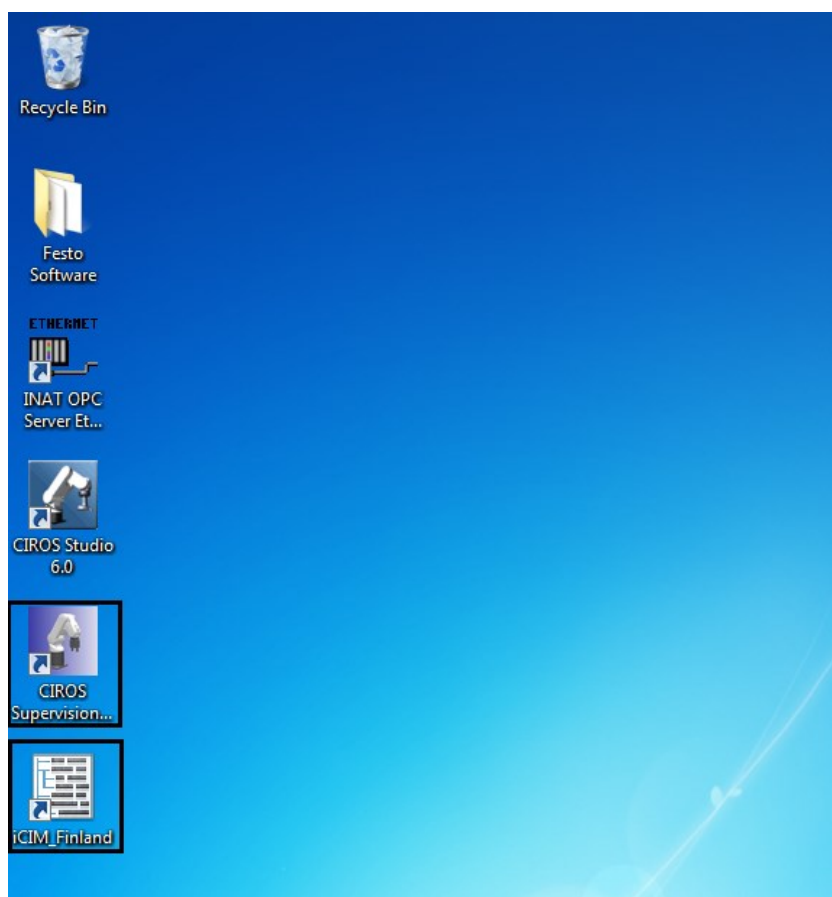 Recycle Bin
Festo
Software
ETHERNET
INAT OPC
Server Et...
CIROS Studio
6.0
CIROS
Supervision...
iCIM_Finland